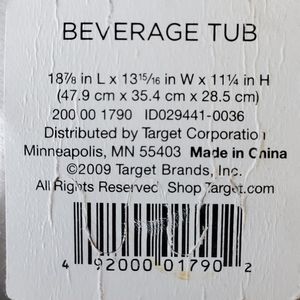 BEVERAGE TUB
18⅞ in L x 13¹⁵/₁₆ in W x 11¼ in H
(47.9 cm x 35.4 cm x 28.5 cm)
200 00 1790 ID029441-0036
Distributed by Target Corporation
Minneapolis, MN 55403 Made in China
©2009 Target Brands, Inc.
All Rights Reserved Shop Target.com
4 92000 01790 2